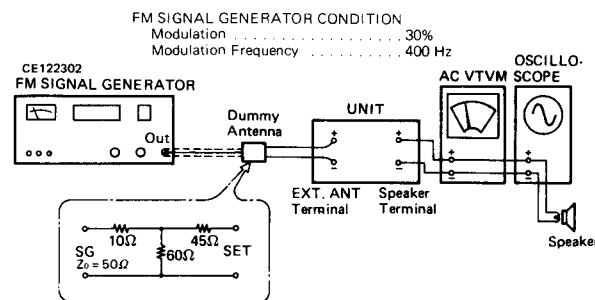 FM SIGNAL GENERATOR CONDITION
Modulation . . . . . . . . . . . . . . . . . 30%
Modulation Frequency . . . . . . . . . . 400 Hz
CE122302
FM SIGNAL GENERATOR
Out
Dummy
Antenna
UNIT
+ +
− −
EXT. ANT
Terminal
Speaker
Terminal
AC VTVM
+
−
OSCILLO-
SCOPE
+
−
Speaker
SG
Z₀ = 50Ω
10Ω
60Ω
45Ω
SET